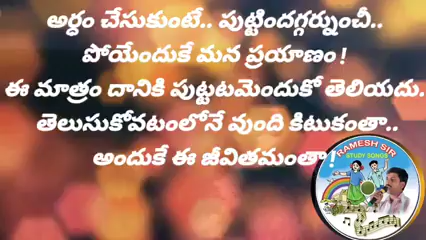 అర్ధం చేసుకుంటే.. పుట్టిందగ్గర్నుంచీ..
పోయేందుకే మన ప్రయాణం!
ఈ మాత్రం దానికి పుట్టటమెందుకో తెలియదు.
తెలుసుకోవటంలోనే వుంది కిటుకంతా..
అందుకే ఈ జీవితమంతా!
RAMESH SIR
STUDY SONGS